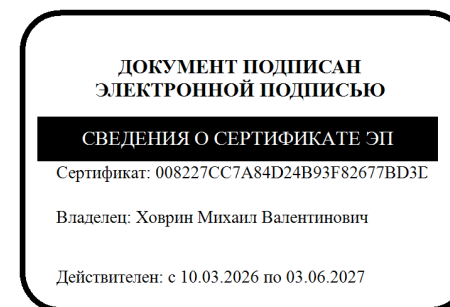 ДОКУМЕНТ ПОДПИСАН
ЭЛЕКТРОННОЙ ПОДПИСЬЮ
СВЕДЕНИЯ О СЕРТИФИКАТЕ ЭП
Сертификат: 008227CC7A84D24B93F82677BD3D
Владелец: Ховрин Михаил Валентинович
Действителен: с 10.03.2026 по 03.06.2027